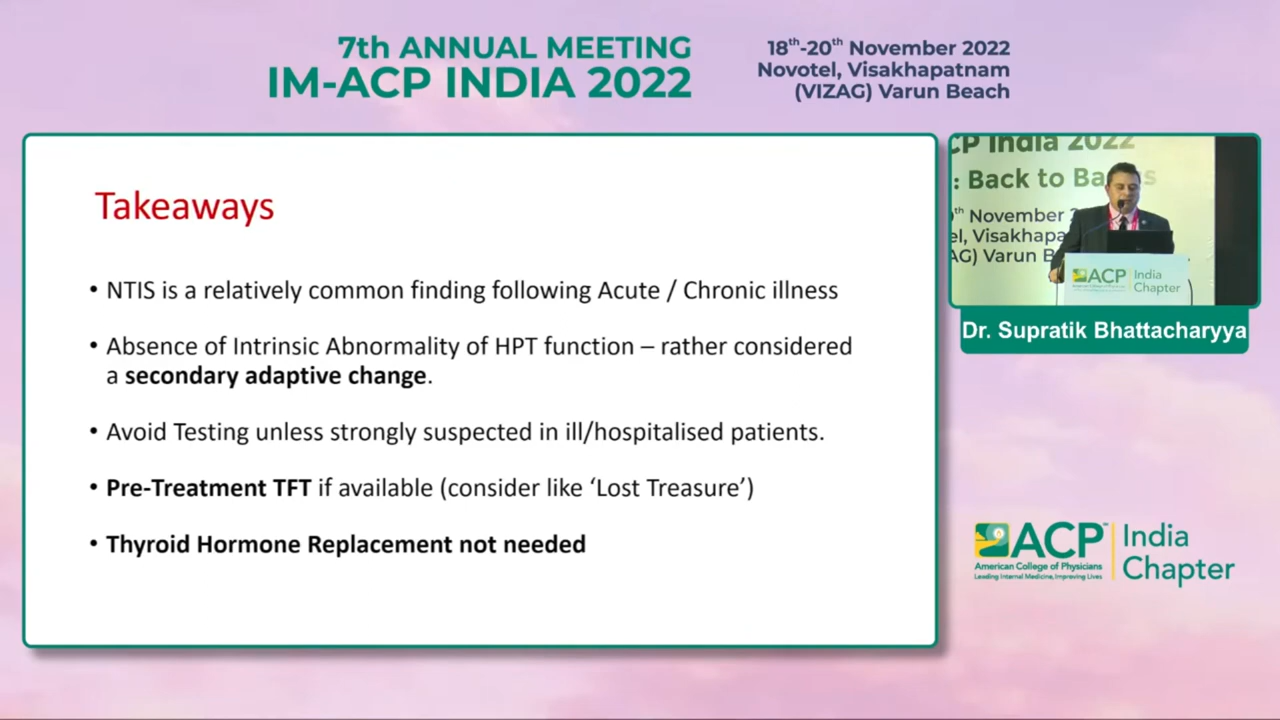 7th ANNUAL MEETING
IM-ACP INDIA 2022
18th-20th November 2022
Novotel, Visakhapatnam
(VIZAG) Varun Beach
Takeaways
• NTIS is a relatively common finding following Acute / Chronic illness
• Absence of Intrinsic Abnormality of HPT function – rather considered
a secondary adaptive change.
• Avoid Testing unless strongly suspected in ill/hospitalised patients.
• Pre-Treatment TFT if available (consider like ‘Lost Treasure’)
• Thyroid Hormone Replacement not needed
CP India 2022
: Back to Ba
th November
el, Visakhapa
AG) Varun B
ACP India
Chapter
Dr. Supratik Bhattacharyya
ACP™ India
Chapter
American College of Physicians
Leading Internal Medicine, Improving Lives